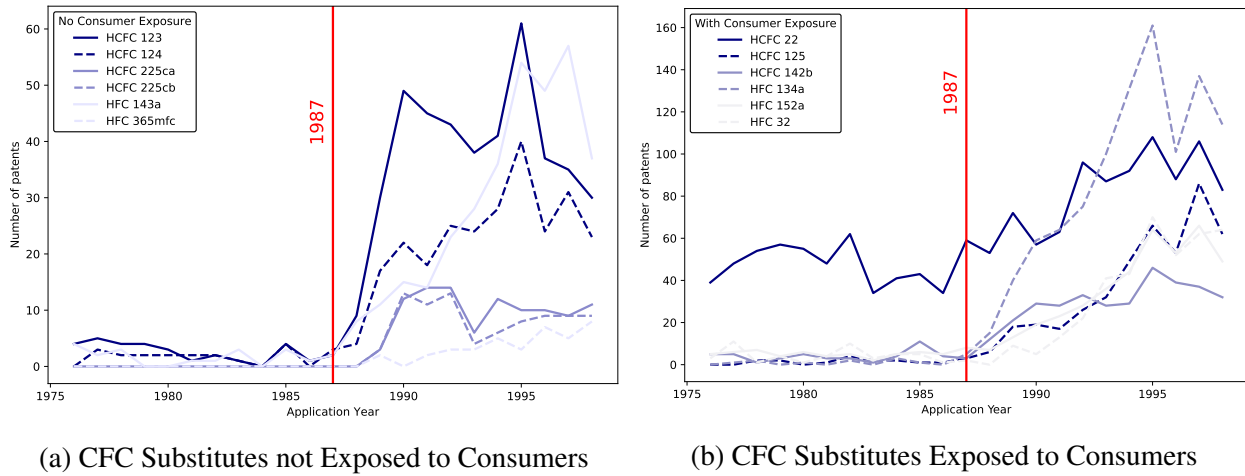 No Consumer Exposure
HCFC 123
HCFC 124
HCFC 225ca
HCFC 225cb
HFC 143a
HFC 365mfc
1987
Number of patents
60
50
40
30
20
10
0
1975
1980
1985
1990
1995
Application Year
(a) CFC Substitutes not Exposed to Consumers
With Consumer Exposure
HCFC 22
HCFC 125
HCFC 142b
HFC 134a
HFC 152a
HFC 32
1987
Number of patents
160
140
120
100
80
60
40
20
0
1975
1980
1985
1990
1995
Application Year
(b) CFC Substitutes Exposed to Consumers